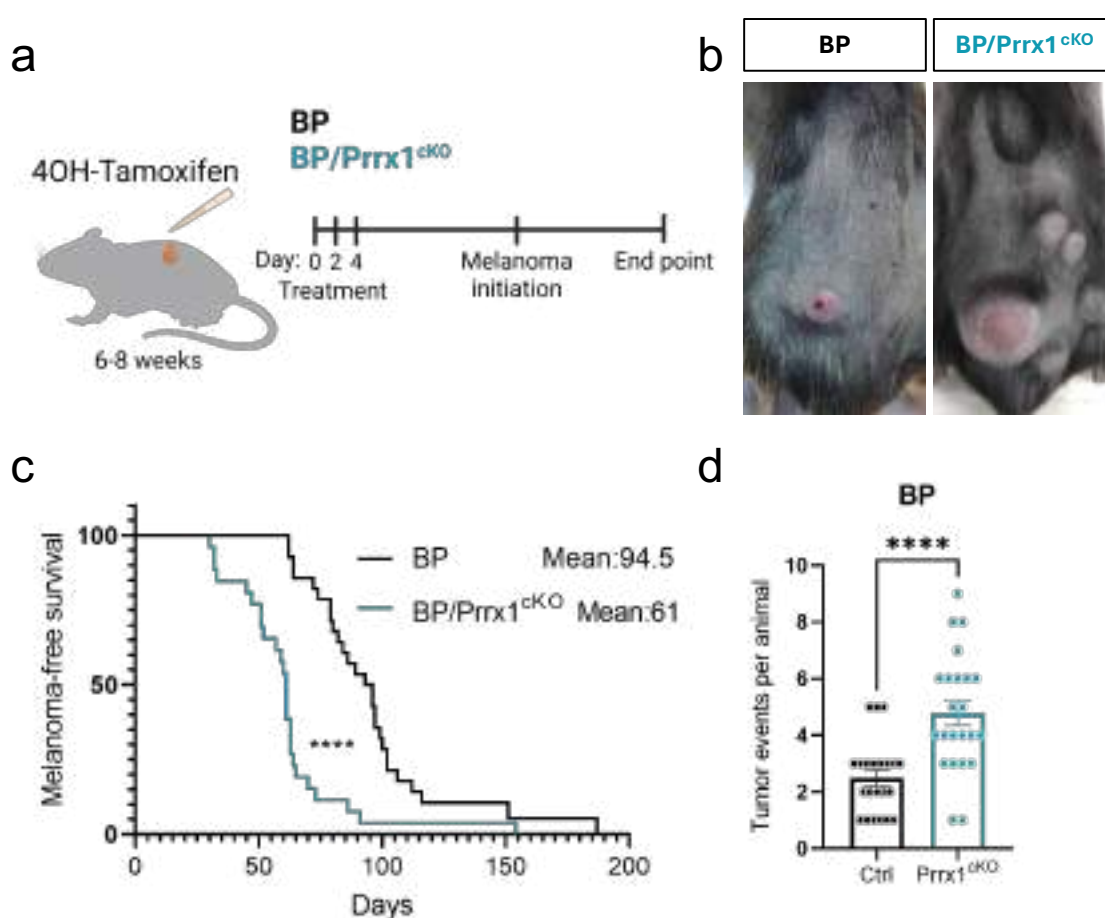 a
BP
BP/Prrx1cKO
4OH-Tamoxifen
Day: 0 2 4
Treatment
Melanoma
initiation
End point
6-8 weeks
b
BP
BP/Prrx1cKO
c
Melanoma-free survival
100
50
0
BP Mean:94.5
BP/Prrx1cKO Mean:61
****
0 50 100 150 200
Days
d
BP
****
Tumor events per animal
10
8
6
4
2
0
Ctrl Prrx1cKO